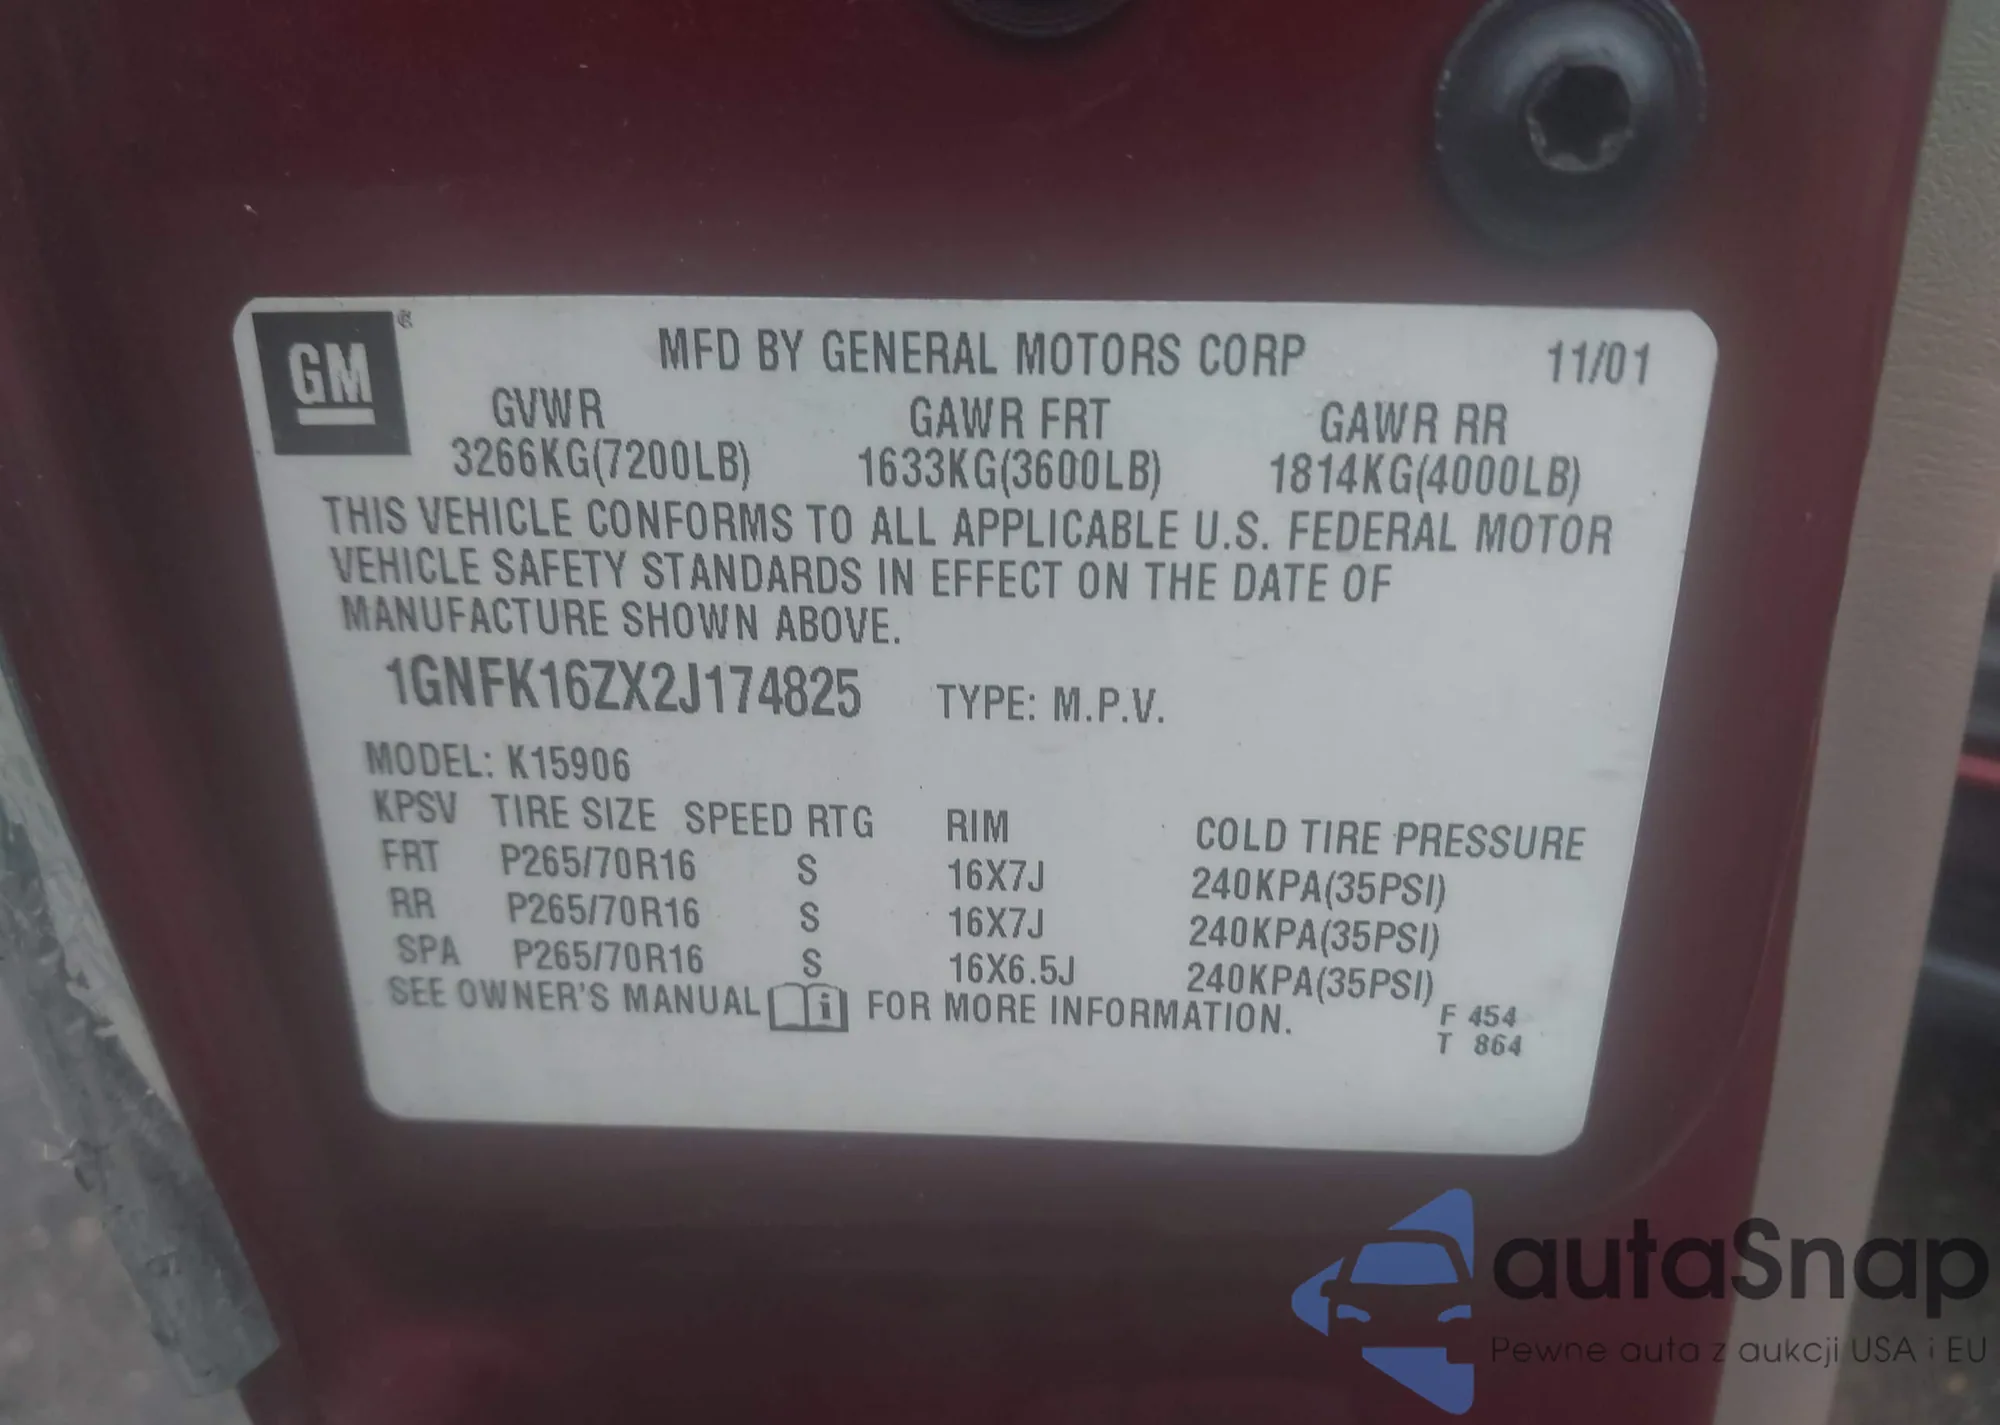 GM
MFD BY GENERAL MOTORS CORP 11/01
GVWR GAWR FRT GAWR RR
3266KG(7200LB) 1633KG(3600LB) 1814KG(4000LB)
THIS VEHICLE CONFORMS TO ALL APPLICABLE U.S. FEDERAL MOTOR
VEHICLE SAFETY STANDARDS IN EFFECT ON THE DATE OF
MANUFACTURE SHOWN ABOVE.
1GNFK16ZX2J174825 TYPE: M.P.V.
MODEL: K15906
KPSV TIRE SIZE SPEED RTG RIM COLD TIRE PRESSURE
FRT P265/70R16 S 16X7J 240KPA(35PSI)
RR P265/70R16 S 16X7J 240KPA(35PSI)
SPA P265/70R16 S 16X6.5J 240KPA(35PSI)
SEE OWNER'S MANUAL i FOR MORE INFORMATION.
F 454
T 864
autaSnap
Pewne auta z aukcji USA i EU